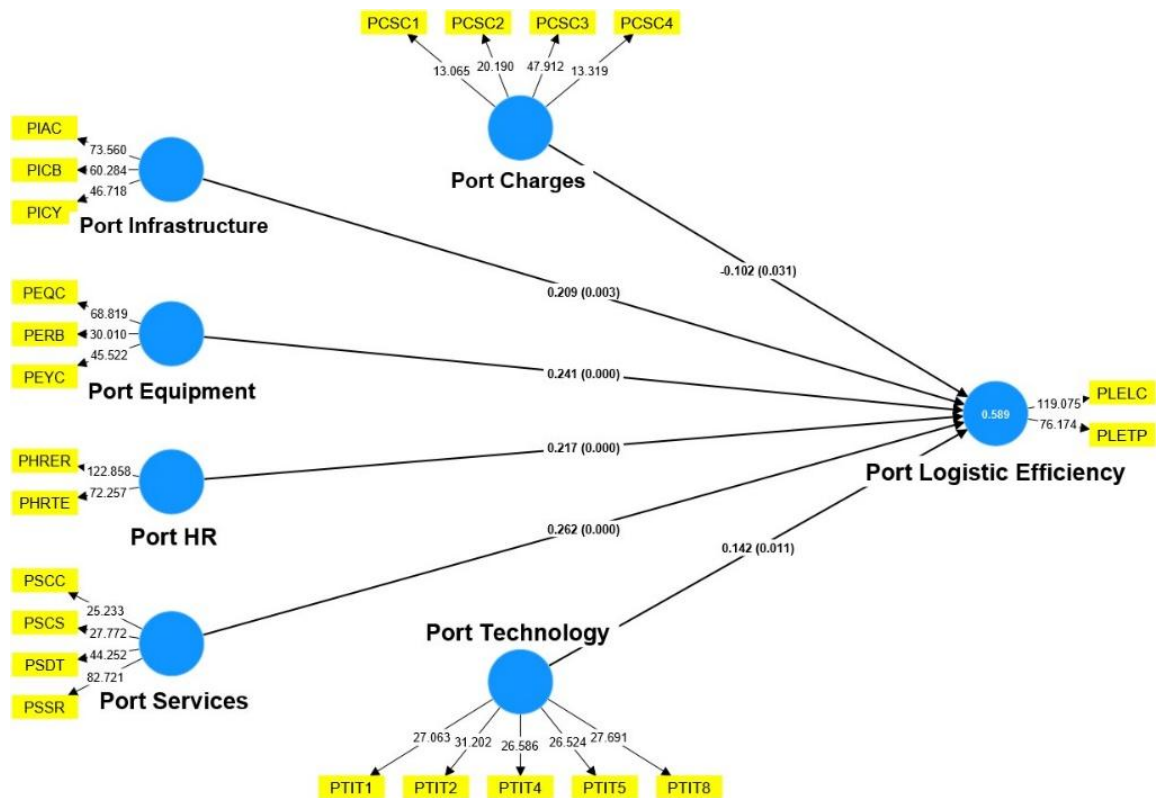 PCSC1
PCSC2
PCSC3
PCSC4
13.065
20.190
47.912
13.319
Port Charges
PIAC
PICB
PICY
73.560
60.284
46.718
Port Infrastructure
-0.102 (0.031)
0.209 (0.003)
PEQC
PERB
PEYC
68.819
30.010
45.522
Port Equipment
0.241 (0.000)
0.589
119.075
76.174
PLELC
PLETP
Port Logistic Efficiency
PHRER
PHRTE
122.858
72.257
Port HR
0.217 (0.000)
0.262 (0.000)
0.142 (0.011)
PSCC
PSCS
PSDT
PSSR
25.233
27.772
44.252
82.721
Port Services
Port Technology
27.063
31.202
26.586
26.524
27.691
PTIT1
PTIT2
PTIT4
PTIT5
PTIT8